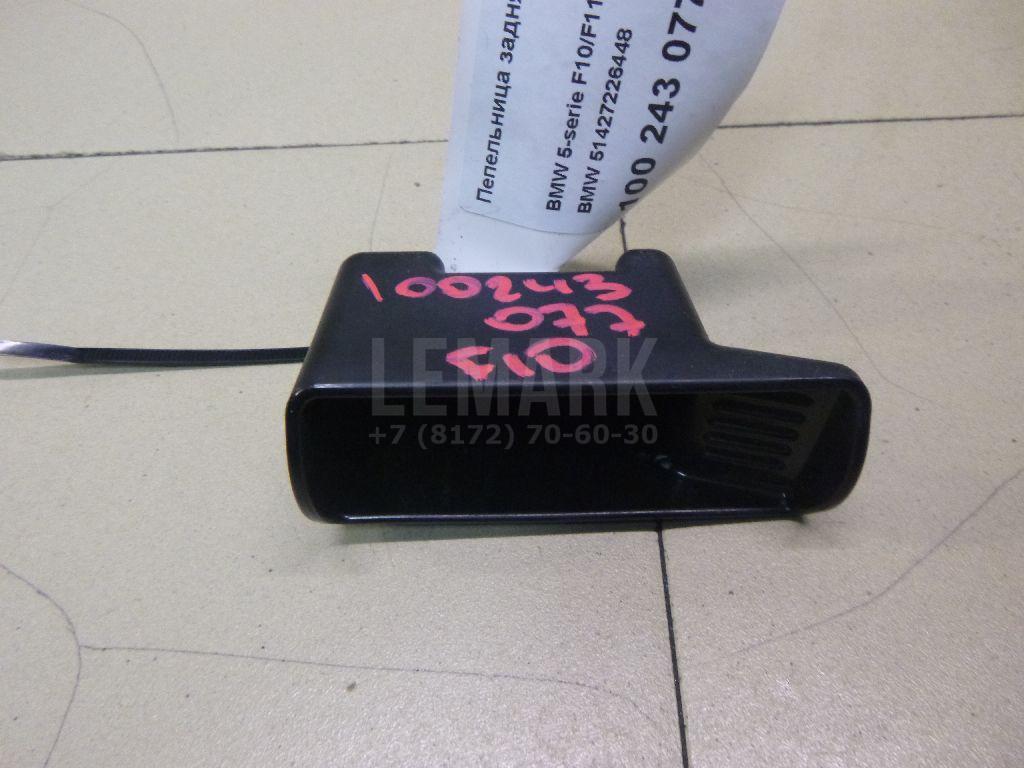 Пепельница задня
BMW 5-serie F10/F11
BMW 51427226448
100 243 077
100243
077
F10
LEMARK
+7 (8172) 70-60-30